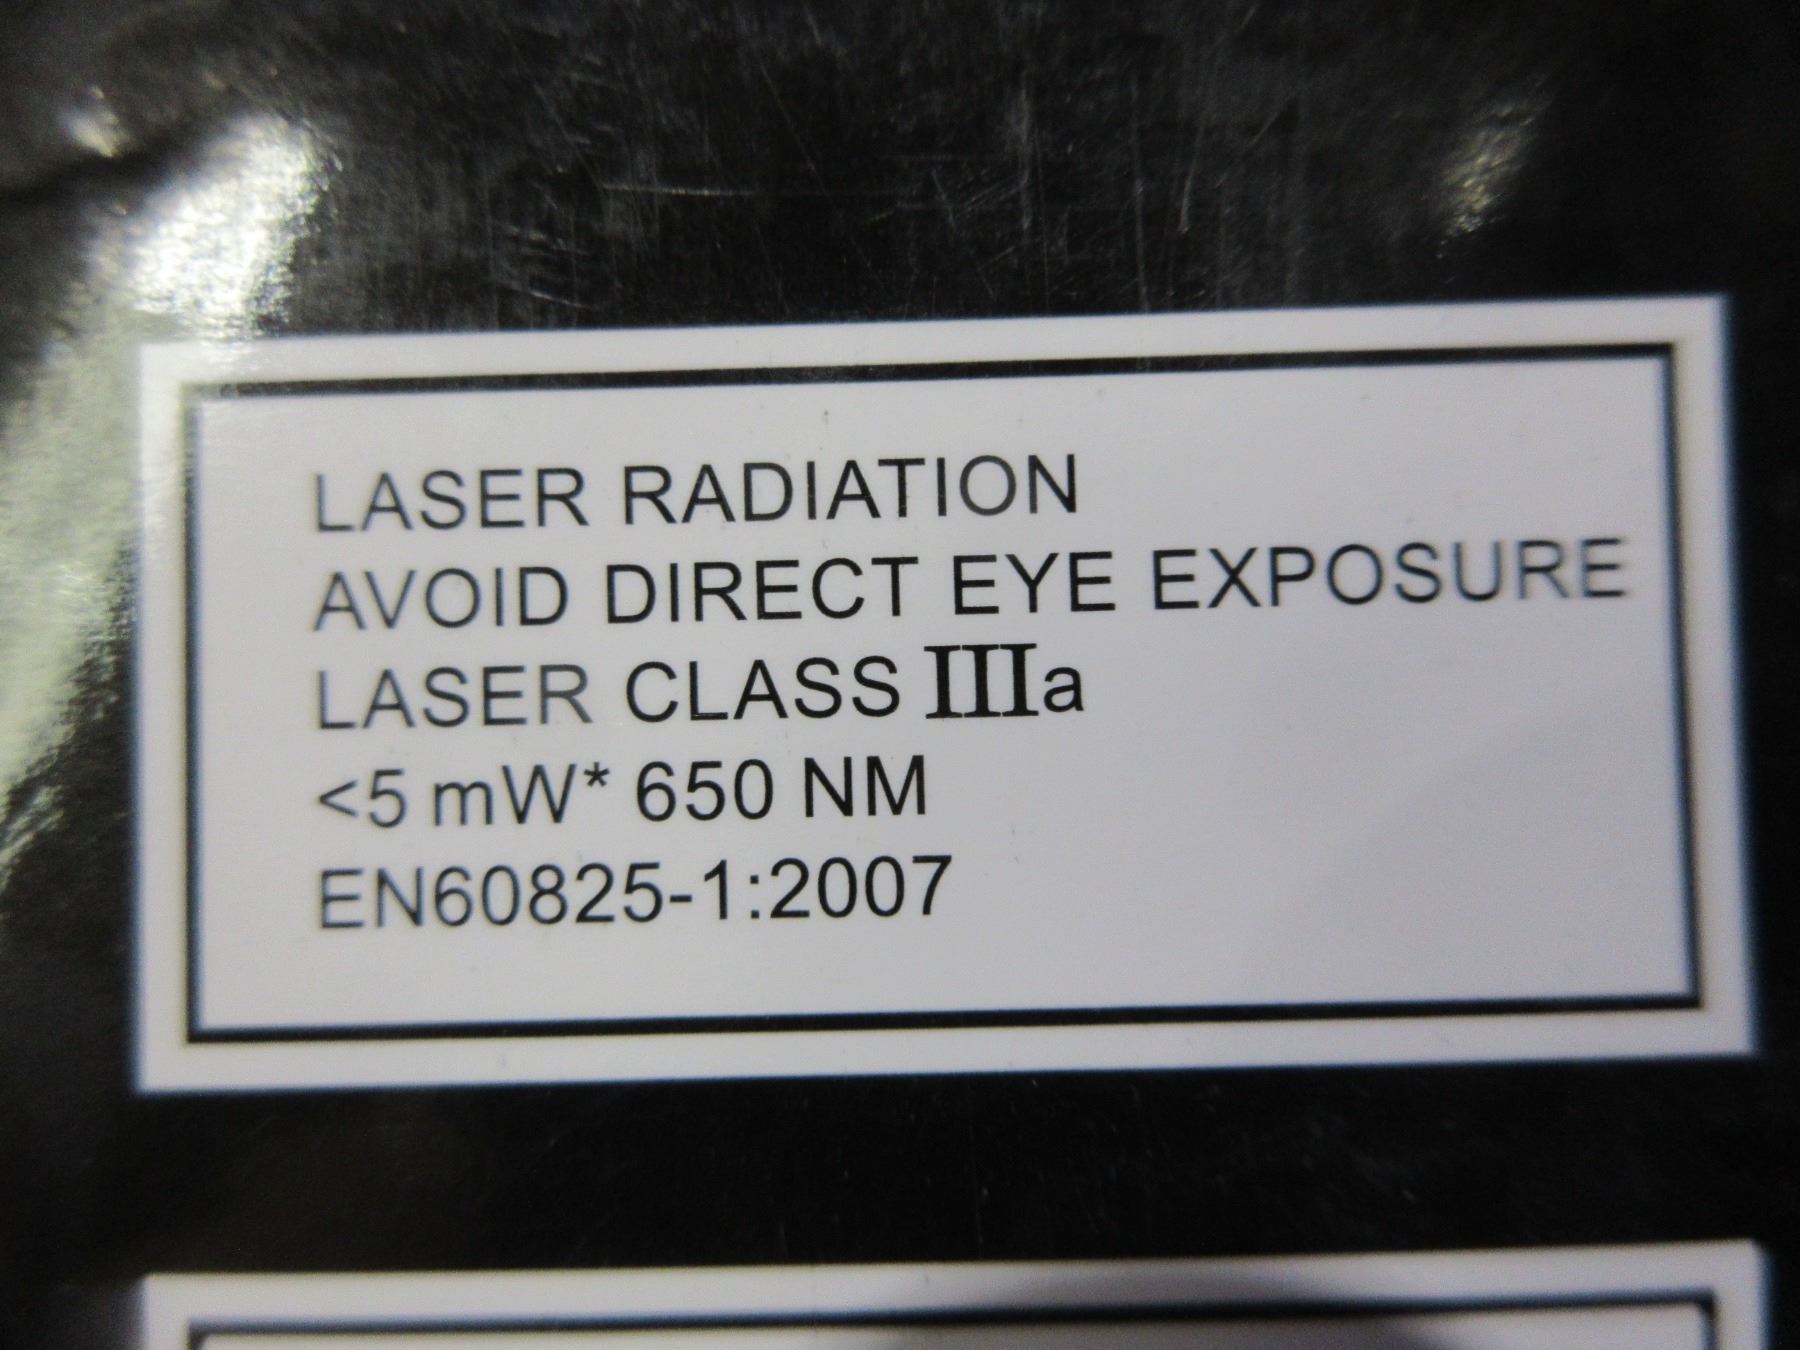 LASER RADIATION
AVOID DIRECT EYE EXPOSURE
LASER CLASS IIIa
<5 mW* 650 NM
EN60825-1:2007